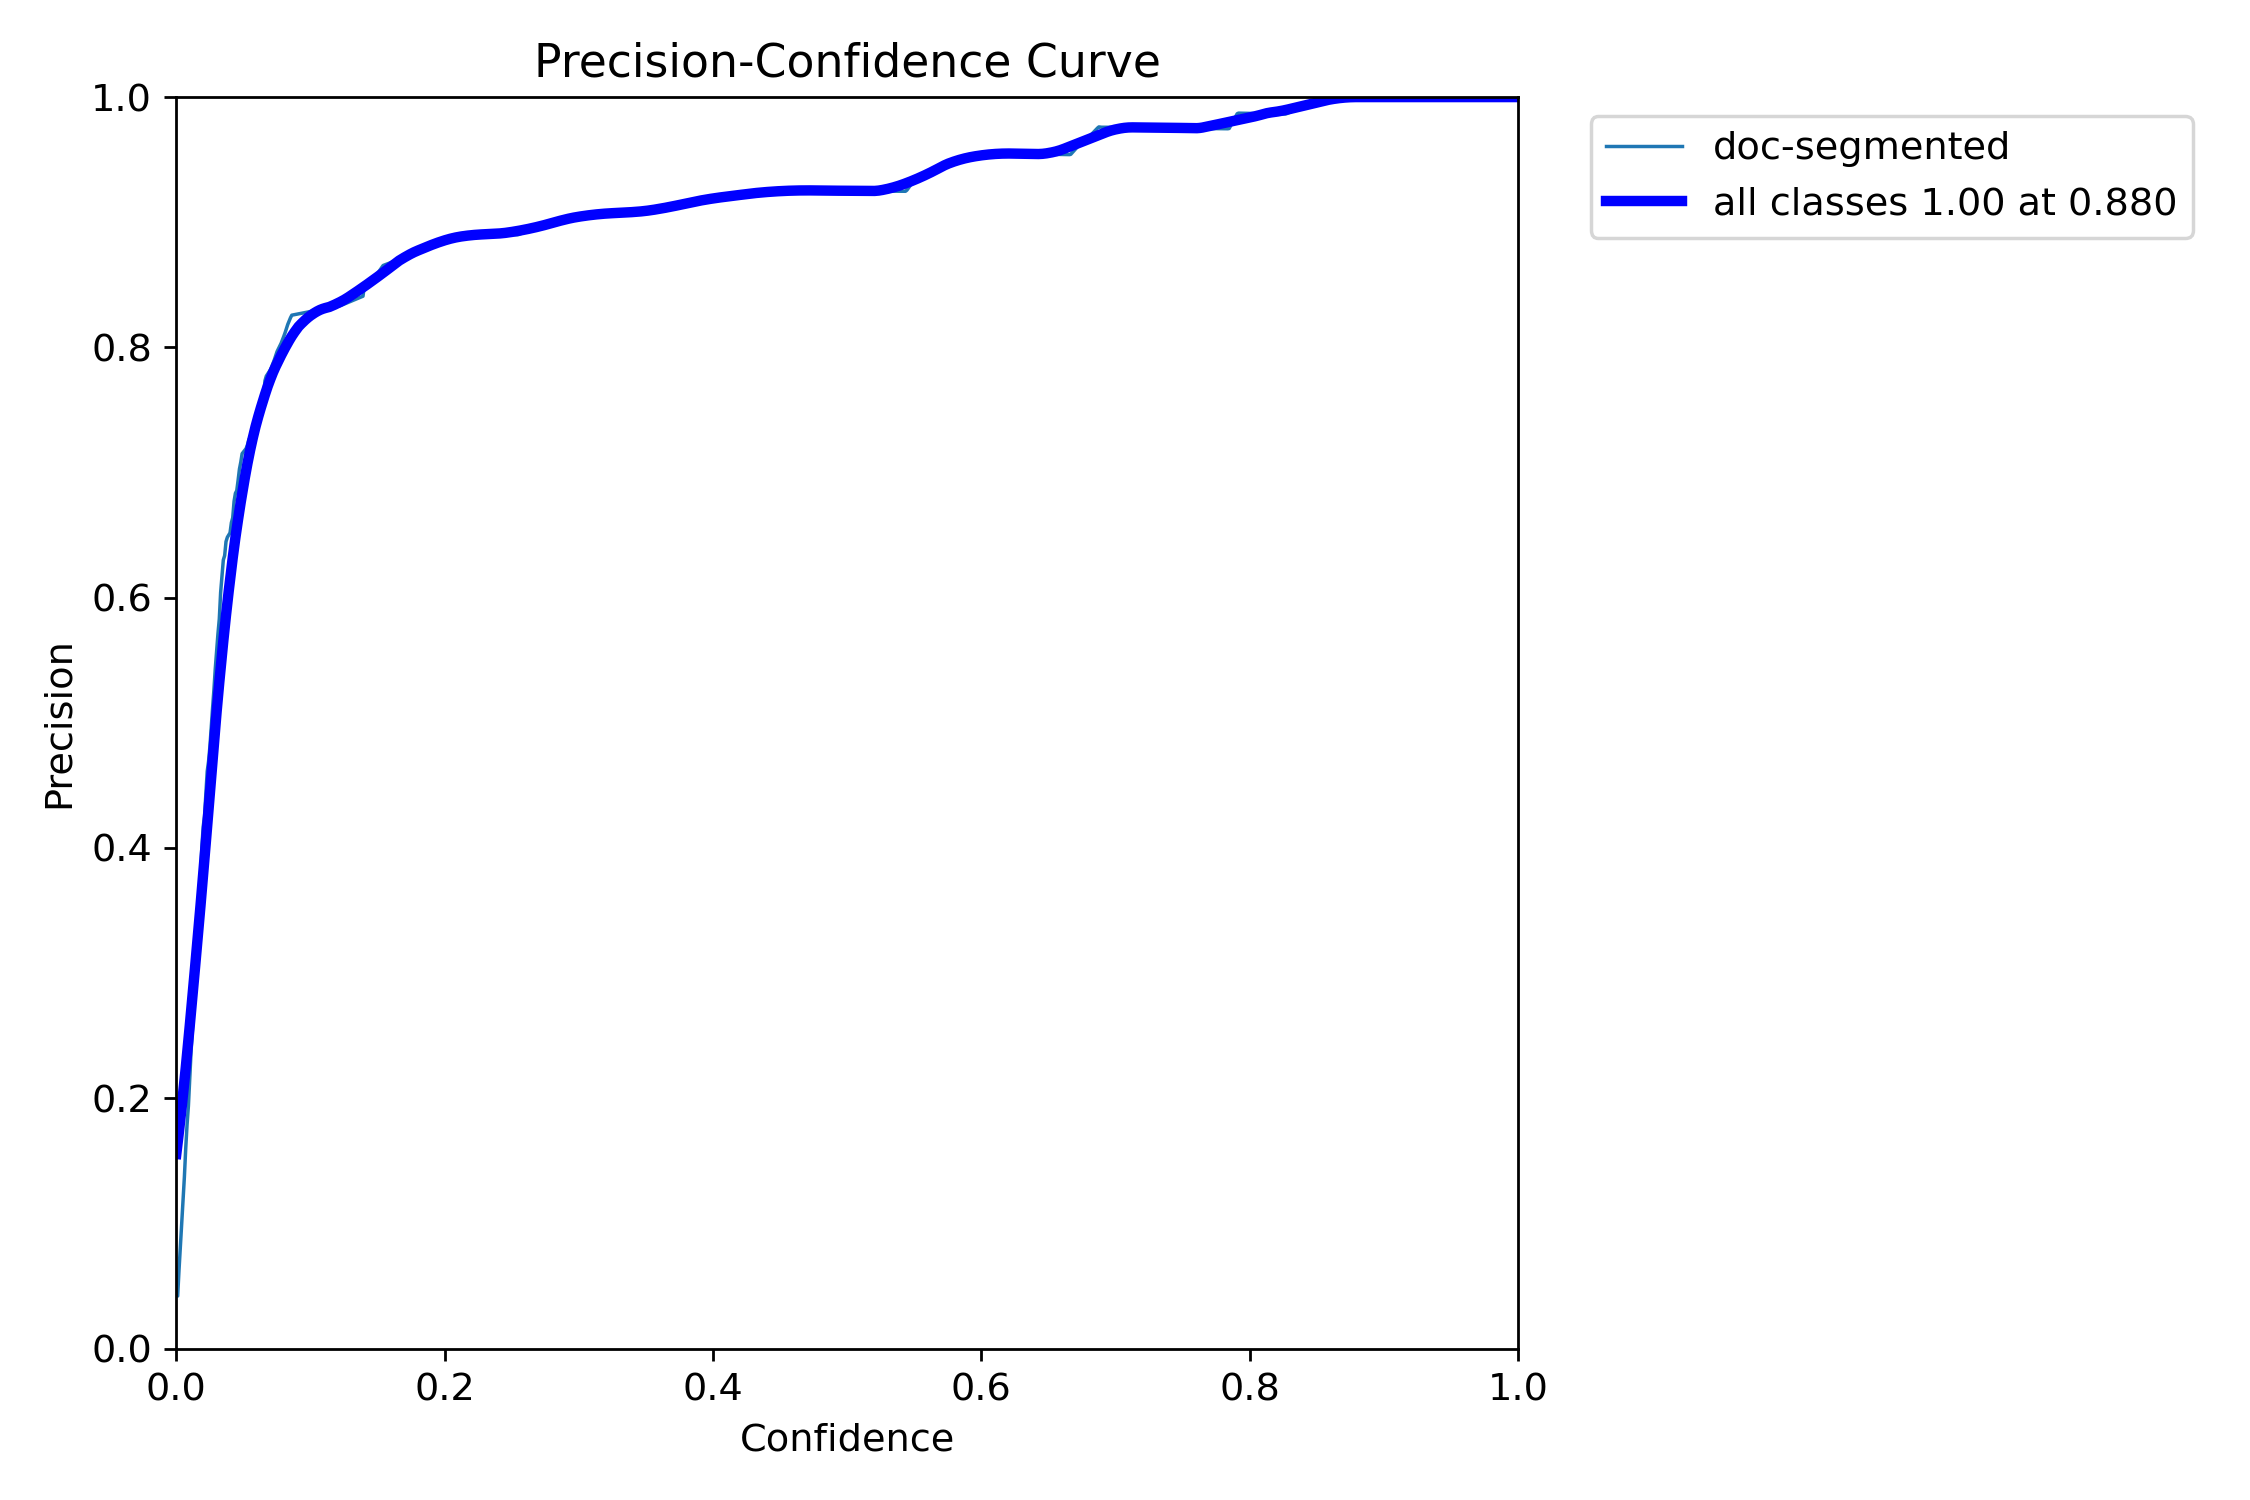 Precision-Confidence Curve
1.0
0.8
0.6
0.4
0.2
0.0
Precision
0.0 0.2 0.4 0.6 0.8 1.0
Confidence
doc-segmented
all classes 1.00 at 0.880